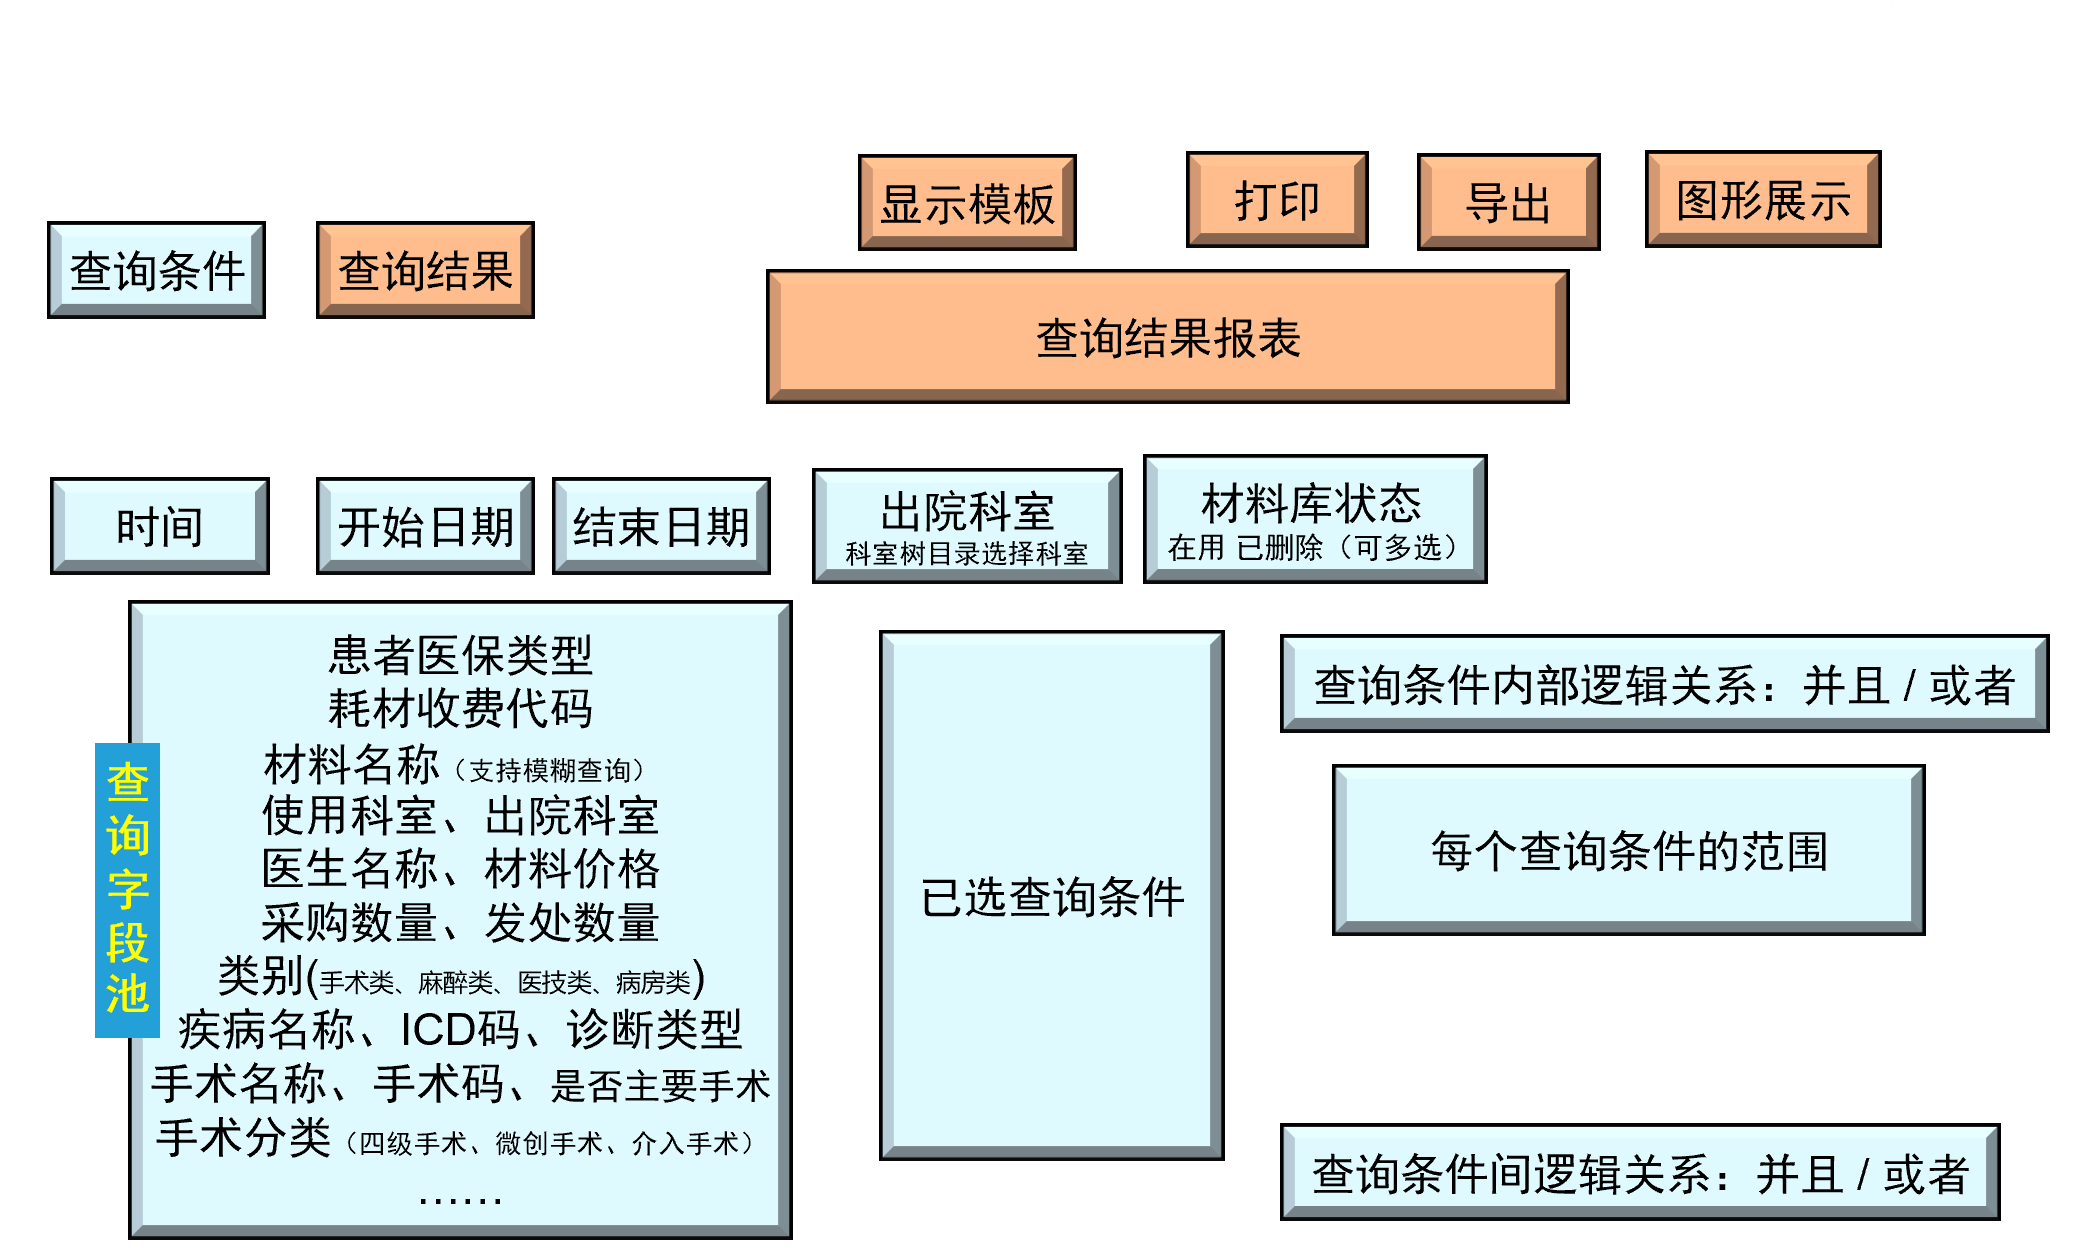 显示模板
打印
导出
图形展示
查询条件
查询结果
查询结果报表
时间
开始日期
结束日期
出院科室
科室树目录选择科室
材料库状态
在用 已删除（可多选）
查询字段池
患者医保类型
耗材收费代码
材料名称（支持模糊查询）
使用科室、出院科室
医生名称、材料价格
采购数量、发处数量
类别(手术类、麻醉类、医技类、病房类)
疾病名称、ICD码、诊断类型
手术名称、手术码、是否主要手术
手术分类（四级手术、微创手术、介入手术）
……
已选查询条件
查询条件内部逻辑关系：并且 / 或者
每个查询条件的范围
查询条件间逻辑关系：并且 / 或者